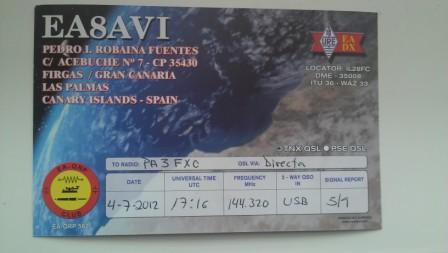 EA8AVI
PEDRO I. ROBAINA FUENTES
C/ ACEBUCHE Nº 7 - CP 35430
FIRGAS / GRAN CANARIA
LAS PALMAS
CANARY ISLANDS - SPAIN
URE
EA
DX
LOCATOR: IL28FC
DME - 35008
ITU 36 - WAZ 33
TNX QSL PSE QSL
TO RADIO: PA3FXC QSL VIA: Directa
DATE UNIVERSAL TIME UTC FREQUENCY MHz 2 - WAY QSO IN SIGNAL REPORT
4-7-2012 17:16 144.320 USB 5/9
EA-QRP
CLUB